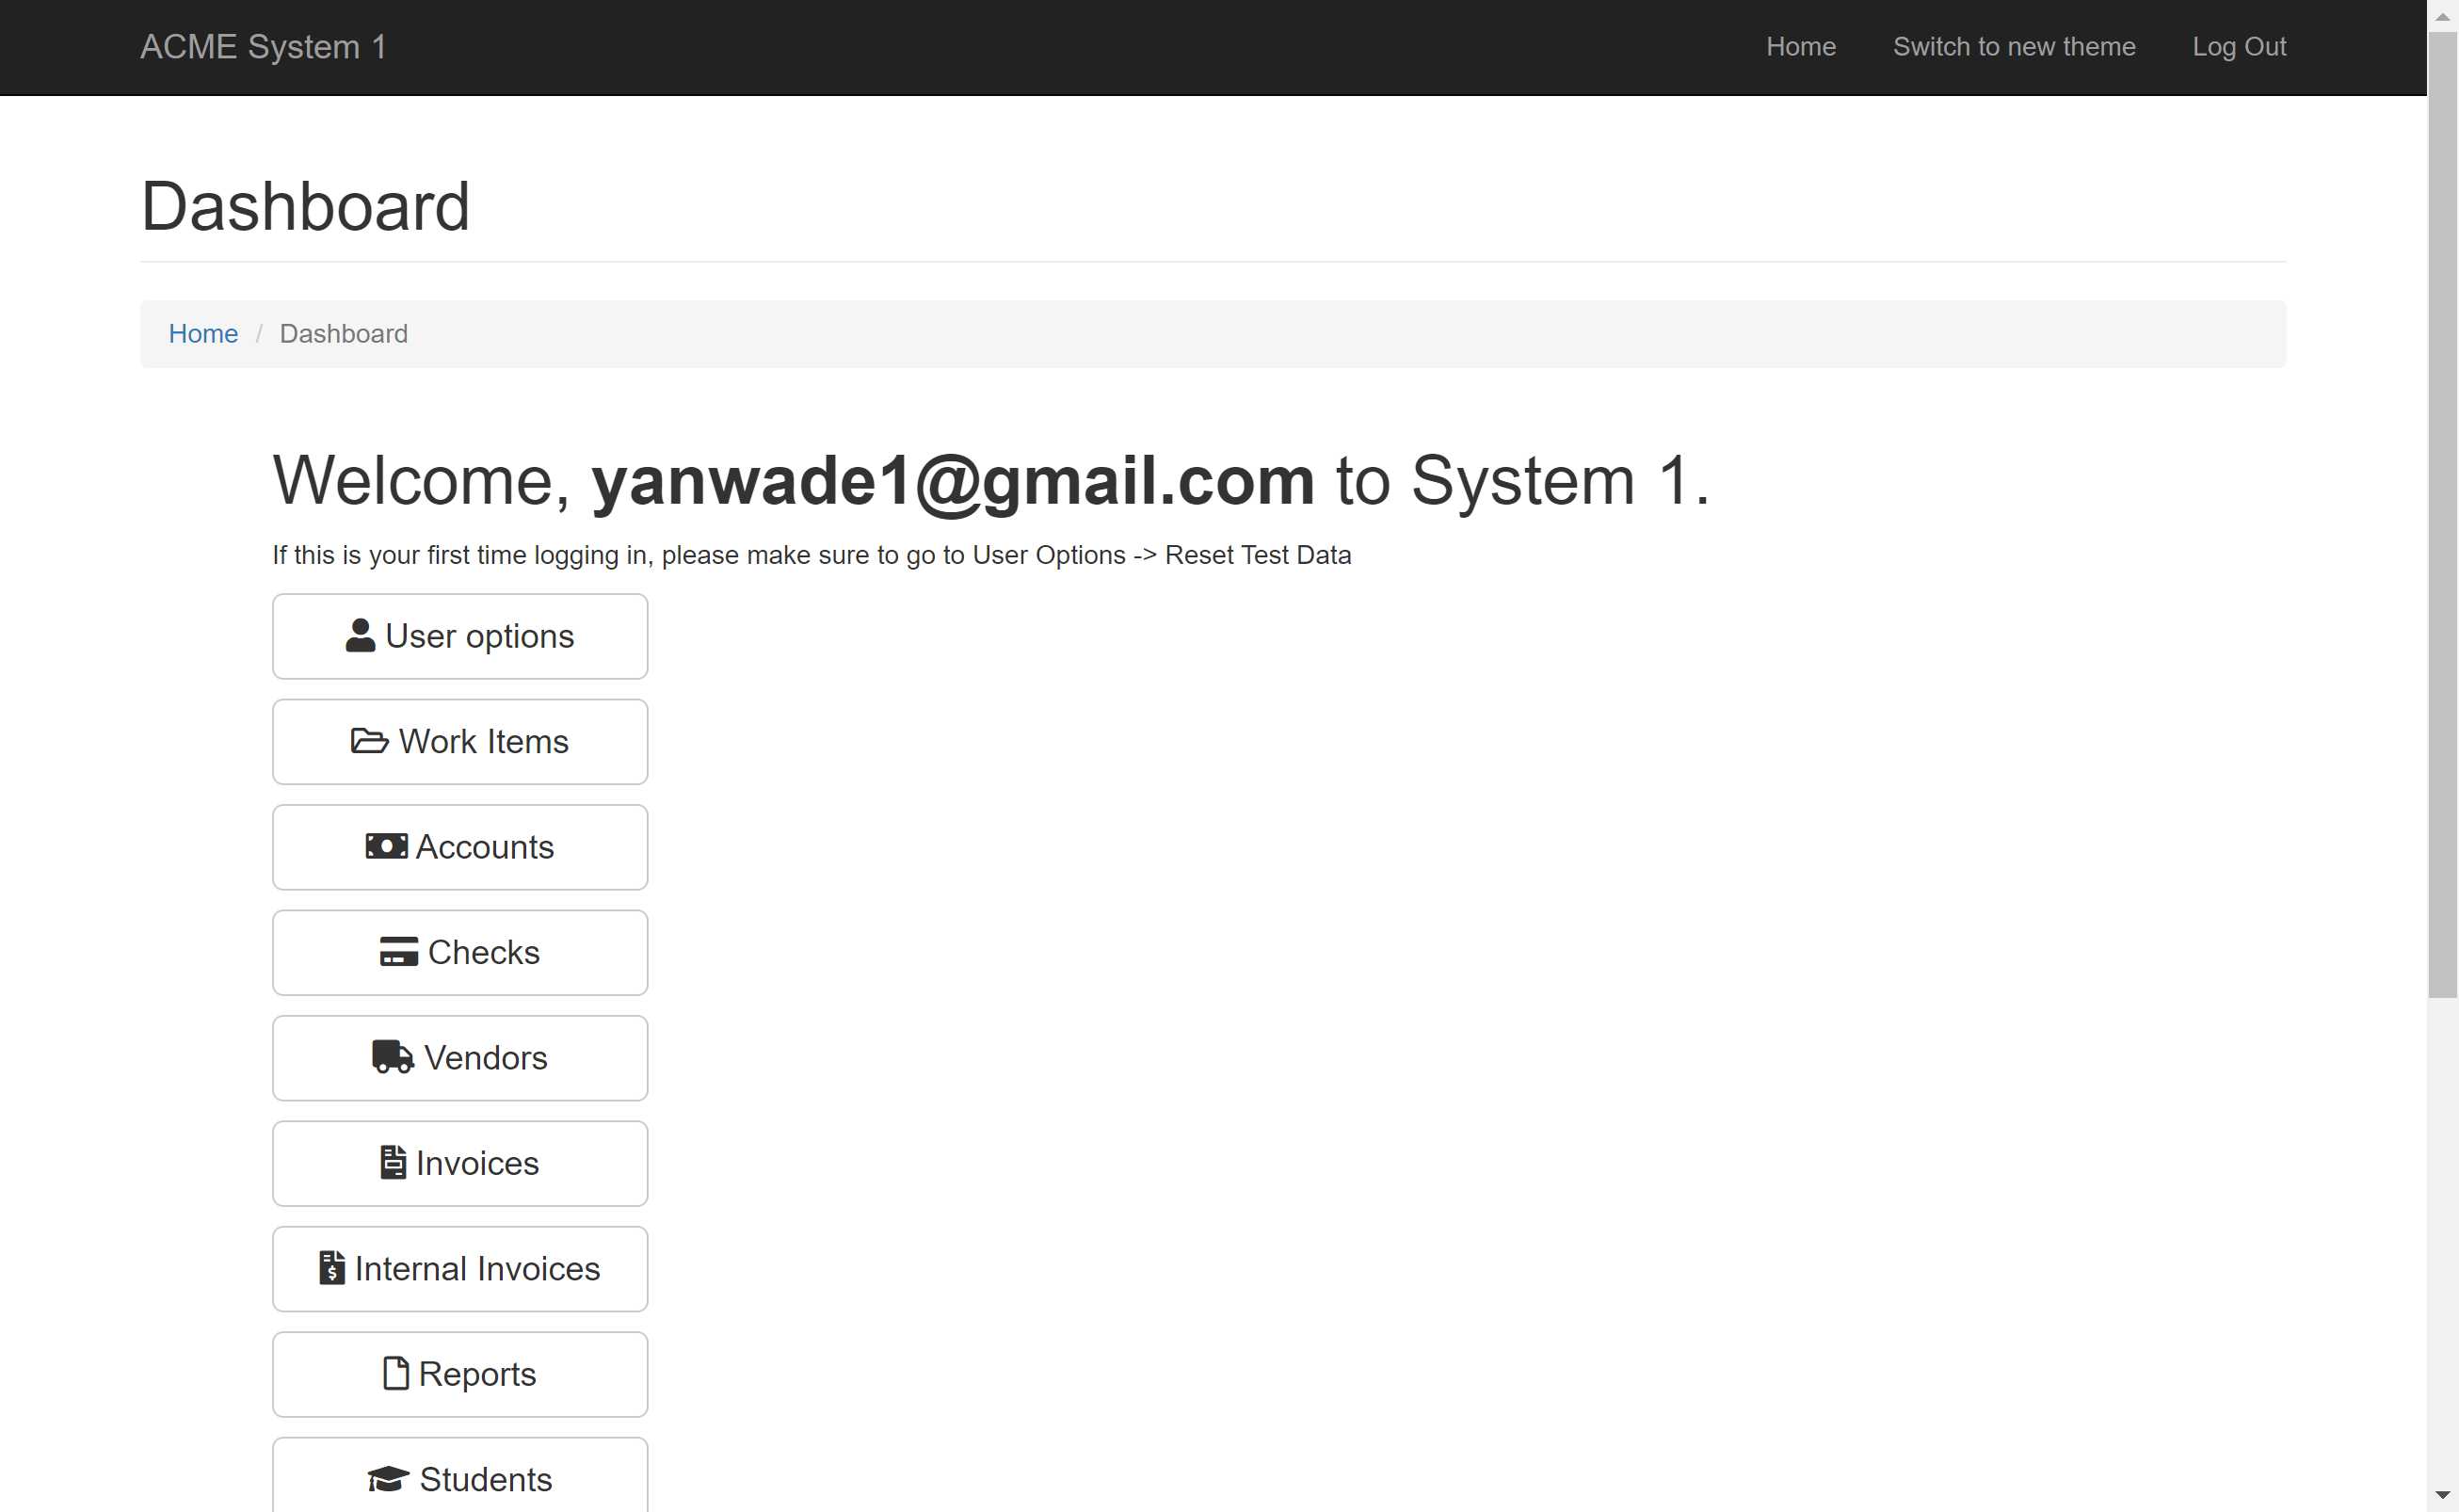 ACME System 1
Home Switch to new theme Log Out
Dashboard
Home / Dashboard
Welcome, yanwade1@gmail.com to System 1.
If this is your first time logging in, please make sure to go to User Options -> Reset Test Data
User options
Work Items
Accounts
Checks
Vendors
Invoices
Internal Invoices
Reports
Students